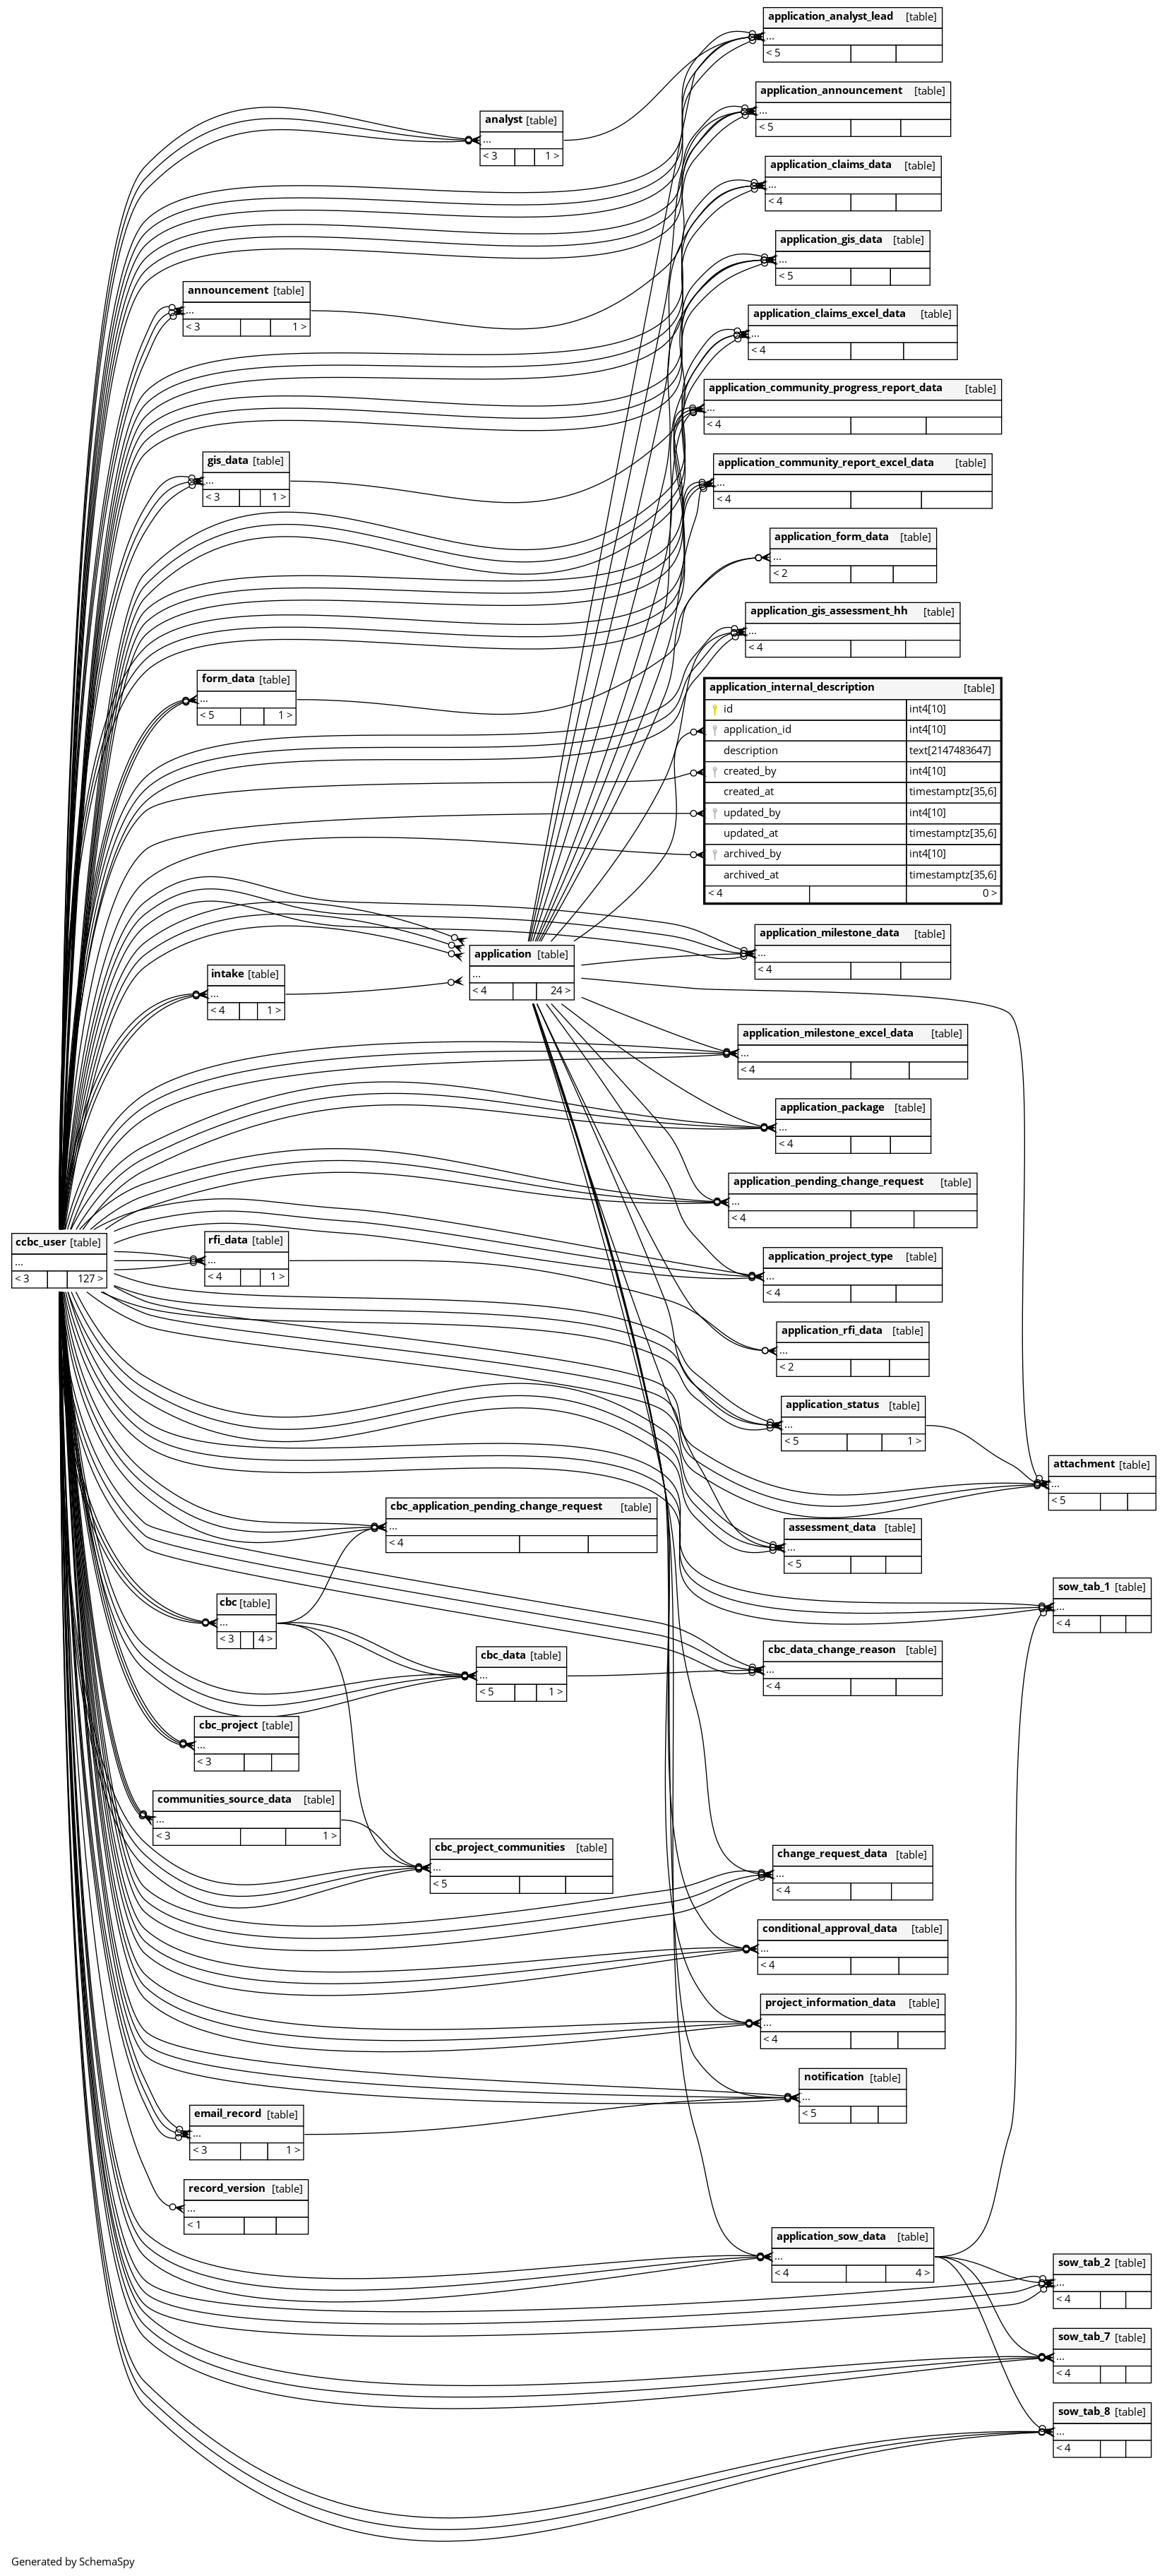 application_analyst_lead [table]
...
< 5
application_announcement [table]
...
< 5
analyst [table]
...
< 3 1 >
application_claims_data [table]
...
< 4
application_gis_data [table]
...
< 5
announcement [table]
...
< 3 1 >
application_claims_excel_data [table]
...
< 4
application_community_progress_report_data [table]
...
< 4
gis_data [table]
...
< 3 1 >
application_community_report_excel_data [table]
...
< 4
application_form_data [table]
...
< 2
application_gis_assessment_hh [table]
...
< 4
form_data [table]
...
< 5 1 >
application_internal_description [table]
id int4[10]
application_id int4[10]
description text[2147483647]
created_by int4[10]
created_at timestamptz[35,6]
updated_by int4[10]
updated_at timestamptz[35,6]
archived_by int4[10]
archived_at timestamptz[35,6]
< 4 0 >
application_milestone_data [table]
...
< 4
application [table]
...
< 4 24 >
intake [table]
...
< 4 1 >
application_milestone_excel_data [table]
...
< 4
application_package [table]
...
< 4
application_pending_change_request [table]
...
< 4
ccbc_user [table]
...
< 3 127 >
rfi_data [table]
...
< 4 1 >
application_project_type [table]
...
< 4
application_rfi_data [table]
...
< 2
application_status [table]
...
< 5 1 >
attachment [table]
...
< 5
cbc_application_pending_change_request [table]
...
< 4
assessment_data [table]
...
< 5
sow_tab_1 [table]
...
< 4
cbc [table]
...
< 3 4 >
cbc_data [table]
...
< 5 1 >
cbc_data_change_reason [table]
...
< 4
cbc_project [table]
...
< 3
communities_source_data [table]
...
< 3 1 >
cbc_project_communities [table]
...
< 5
change_request_data [table]
...
< 4
conditional_approval_data [table]
...
< 4
project_information_data [table]
...
< 4
notification [table]
...
< 5
email_record [table]
...
< 3 1 >
record_version [table]
...
< 1
application_sow_data [table]
...
< 4 4 >
sow_tab_2 [table]
...
< 4
sow_tab_7 [table]
...
< 4
sow_tab_8 [table]
...
< 4
Generated by SchemaSpy